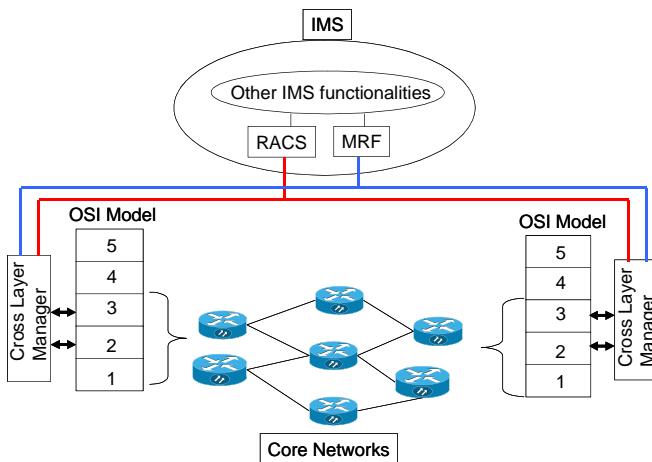 IMS
Other IMS functionalities
RACS
MRF
OSI Model
5
4
3
2
1
Cross Layer
Manager
OSI Model
5
4
3
2
1
Cross Layer
Manager
Core Networks